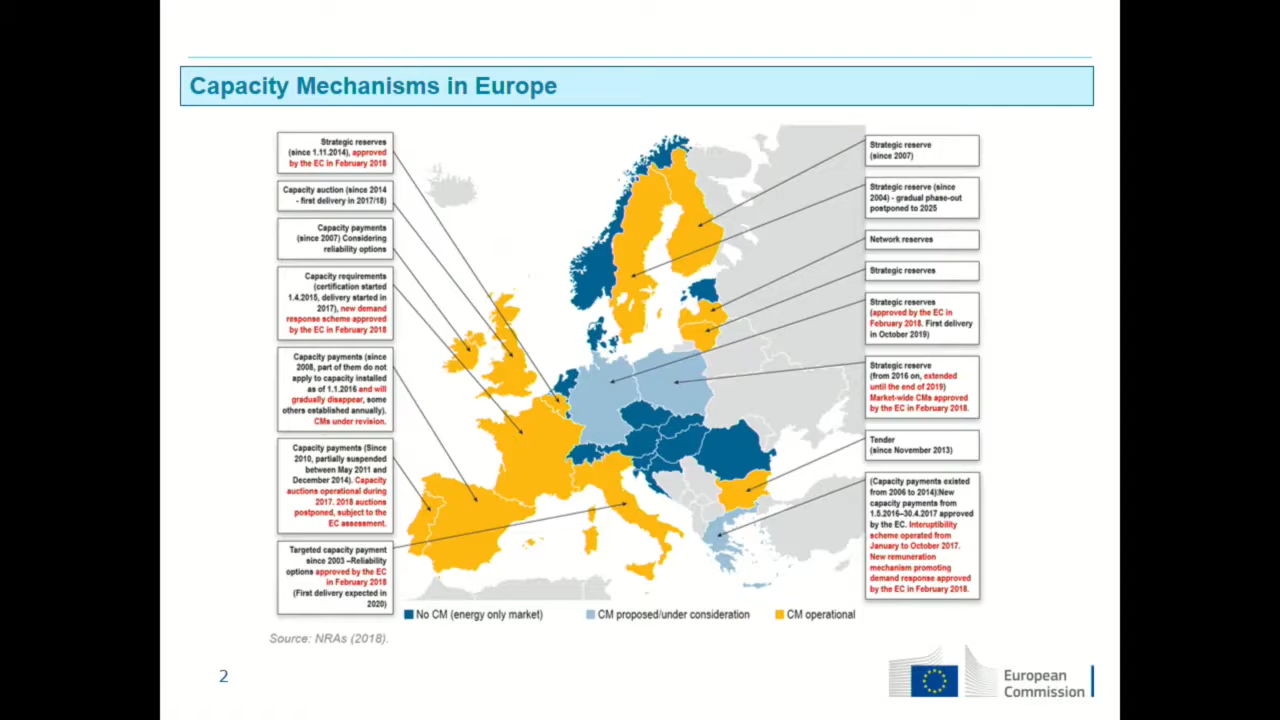 Capacity Mechanisms in Europe
Strategic reserves
(since 1.11.2014), approved
by the EC in February 2018
Capacity auction (since 2014
- first delivery in 2017/18)
Capacity payments
(since 2007) Considering
reliability options
Capacity requirements
(certification started
1.4.2015, delivery started in
2017), new demand
response scheme approved
by the EC in February 2018
Capacity payments (since
2008, part of them do not
apply to capacity installed
as of 1.1.2016 and will
gradually disappear, some
others established annually).
CMs under revision.
Capacity payments (Since
2010, partially suspended
between May 2011 and
December 2014). Capacity
auctions operational during
2017. 2018 auctions
postponed, subject to the
EC assessment.
Targeted capacity payment
since 2003 –Reliability
options approved by the EC
in February 2018
(First delivery expected in
2020)
Strategic reserve
(since 2007)
Strategic reserve (since
2004) - gradual phase-out
postponed to 2025
Network reserves
Strategic reserves
Strategic reserves
(approved by the EC in
February 2018. First delivery
in October 2019)
Strategic reserve
(from 2016 on, extended
until the end of 2019)
Market-wide CMs approved
by the EC in February 2018.
Tender
(since November 2013)
(Capacity payments existed
from 2006 to 2014):New
capacity payments from
1.5.2016–30.4.2017 approved
by the EC. Interuptibility
scheme operated from
January to October 2017.
New remuneration
mechanism promoting
demand response approved
by the EC in February 2018.
No CM (energy only market)
CM proposed/under consideration
CM operational
Source: NRAs (2018).
2
European
Commission